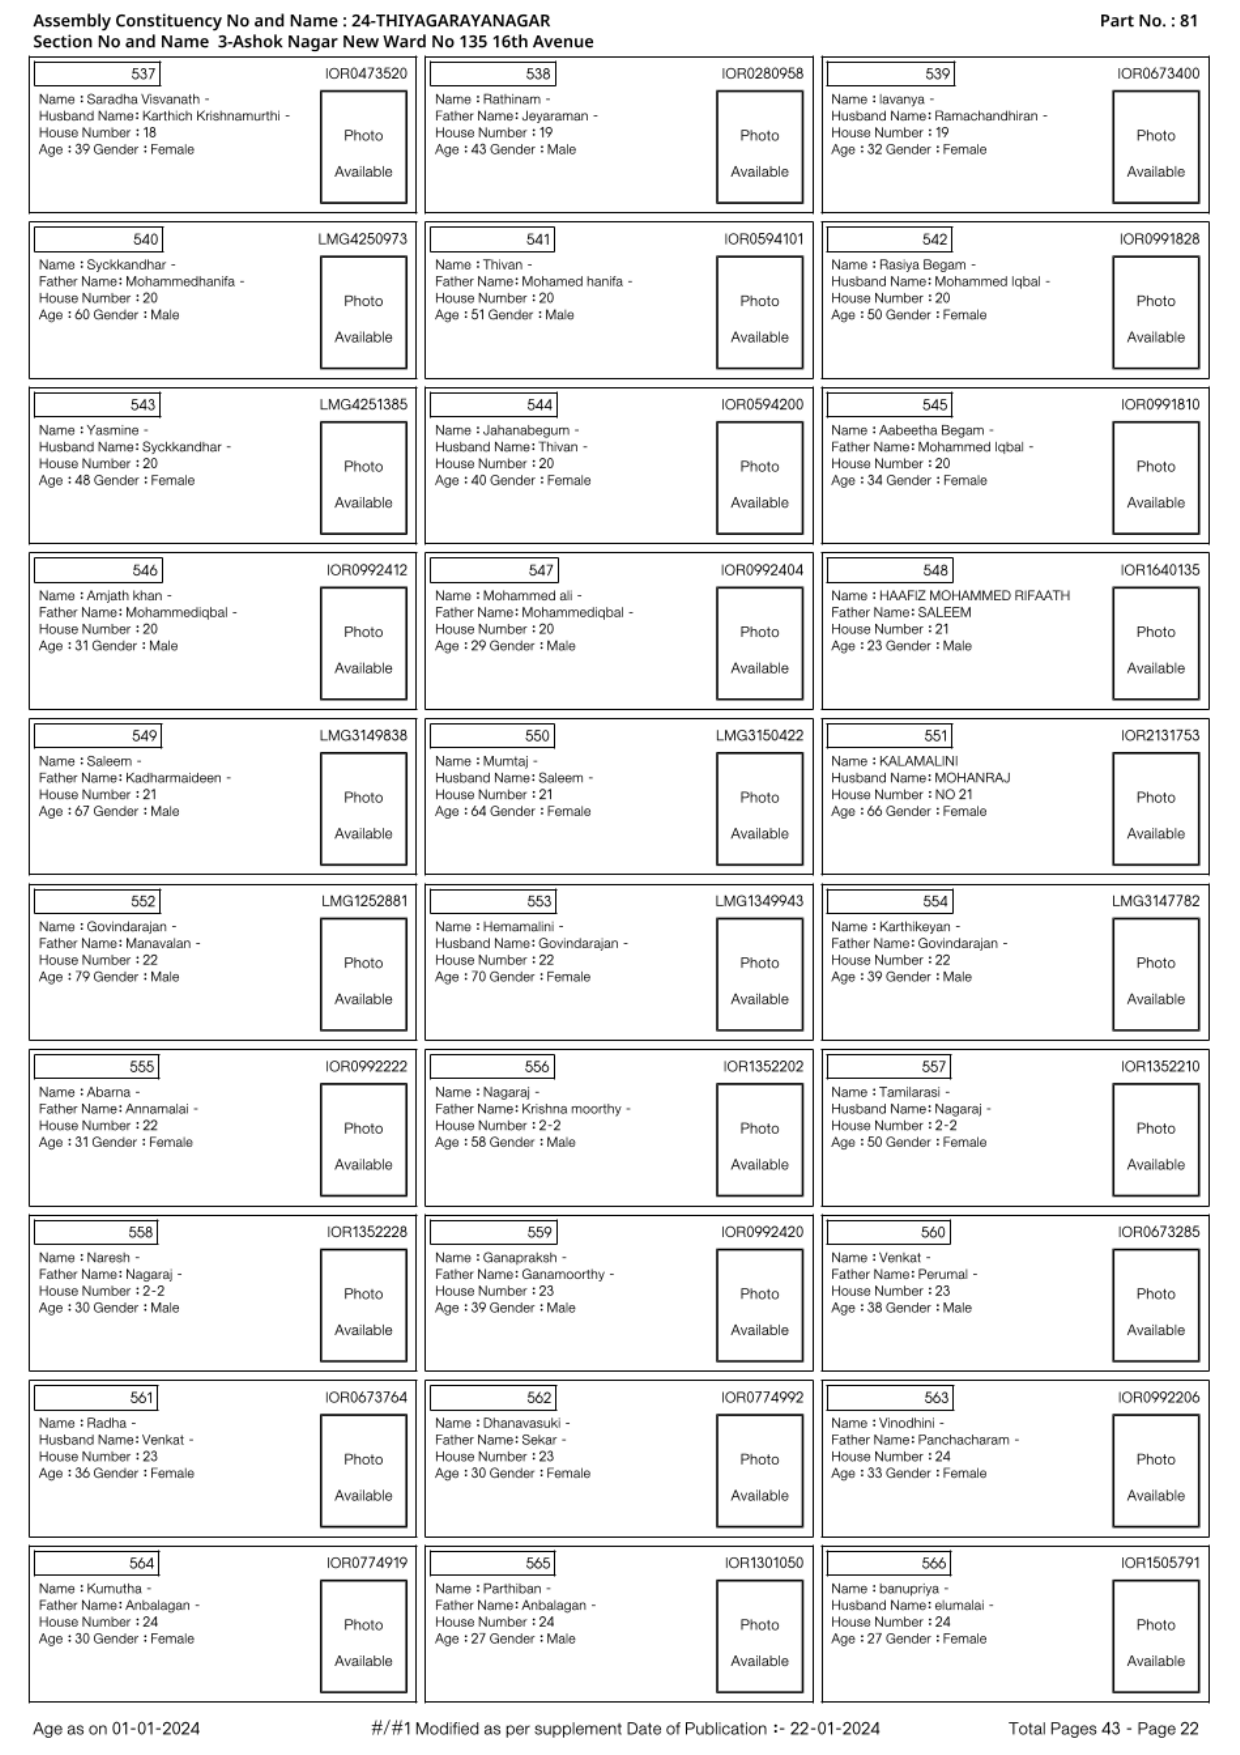 Assembly Constituency No and Name : 24-THIYAGARAYANAGAR
Part No. : 81
Section No and Name 3-Ashok Nagar New Ward No 135 16th Avenue
537
IOR0473520
Name : Saradha Visvanath -
Husband Name: Karthich Krishnamurthi -
House Number : 18
Age : 39 Gender : Female
Photo
Available
538
IOR0280958
Name : Rathinam -
Father Name: Jeyaraman -
House Number : 19
Age : 43 Gender : Male
Photo
Available
539
IOR0673400
Name : lavanya -
Husband Name: Ramachandhiran -
House Number : 19
Age : 32 Gender : Female
Photo
Available
540
LMG4250973
Name : Syckkandhar -
Father Name: Mohammedhanifa -
House Number : 20
Age : 60 Gender : Male
Photo
Available
541
IOR0594101
Name : Thivan -
Father Name: Mohamed hanifa -
House Number : 20
Age : 51 Gender : Male
Photo
Available
542
IOR0991828
Name : Rasiya Begam -
Husband Name: Mohammed Iqbal -
House Number : 20
Age : 50 Gender : Female
Photo
Available
543
LMG4251385
Name : Yasmine -
Husband Name: Syckkandhar -
House Number : 20
Age : 48 Gender : Female
Photo
Available
544
IOR0594200
Name : Jahanabegum -
Husband Name: Thivan -
House Number : 20
Age : 40 Gender : Female
Photo
Available
545
IOR0991810
Name : Aabeetha Begam -
Father Name: Mohammed Iqbal -
House Number : 20
Age : 34 Gender : Female
Photo
Available
546
IOR0992412
Name : Amjath khan -
Father Name: Mohammediqbal -
House Number : 20
Age : 31 Gender : Male
Photo
Available
547
IOR0992404
Name : Mohammed ali -
Father Name: Mohammediqbal -
House Number : 20
Age : 29 Gender : Male
Photo
Available
548
IOR1640135
Name : HAAFIZ MOHAMMED RIFAATH
Father Name: SALEEM
House Number : 21
Age : 23 Gender : Male
Photo
Available
549
LMG3149838
Name : Saleem -
Father Name: Kadharmaideen -
House Number : 21
Age : 67 Gender : Male
Photo
Available
550
LMG3150422
Name : Mumtaj -
Husband Name: Saleem -
House Number : 21
Age : 64 Gender : Female
Photo
Available
551
IOR2131753
Name : KALAMALINI
Husband Name: MOHANRAJ
House Number : NO 21
Age : 66 Gender : Female
Photo
Available
552
LMG1252881
Name : Govindarajan -
Father Name: Manavalan -
House Number : 22
Age : 79 Gender : Male
Photo
Available
553
LMG1349943
Name : Hemamalini -
Husband Name: Govindarajan -
House Number : 22
Age : 70 Gender : Female
Photo
Available
554
LMG3147782
Name : Karthikeyan -
Father Name: Govindarajan -
House Number : 22
Age : 39 Gender : Male
Photo
Available
555
IOR0992222
Name : Abarna -
Father Name: Annamalai -
House Number : 22
Age : 31 Gender : Female
Photo
Available
556
IOR1352202
Name : Nagaraj -
Father Name: Krishna moorthy -
House Number : 2-2
Age : 58 Gender : Male
Photo
Available
557
IOR1352210
Name : Tamilarasi -
Husband Name: Nagaraj -
House Number : 2-2
Age : 50 Gender : Female
Photo
Available
558
IOR1352228
Name : Naresh -
Father Name: Nagaraj -
House Number : 2-2
Age : 30 Gender : Male
Photo
Available
559
IOR0992420
Name : Ganapraksh -
Father Name: Ganamoorthy -
House Number : 23
Age : 39 Gender : Male
Photo
Available
560
IOR0673285
Name : Venkat -
Father Name: Perumal -
House Number : 23
Age : 38 Gender : Male
Photo
Available
561
IOR0673764
Name : Radha -
Husband Name: Venkat -
House Number : 23
Age : 36 Gender : Female
Photo
Available
562
IOR0774992
Name : Dhanavasuki -
Father Name: Sekar -
House Number : 23
Age : 30 Gender : Female
Photo
Available
563
IOR0992206
Name : Vinodhini -
Father Name: Panchacharam -
House Number : 24
Age : 33 Gender : Female
Photo
Available
564
IOR0774919
Name : Kumutha -
Father Name: Anbalagan -
House Number : 24
Age : 30 Gender : Female
Photo
Available
565
IOR1301050
Name : Parthiban -
Father Name: Anbalagan -
House Number : 24
Age : 27 Gender : Male
Photo
Available
566
IOR1505791
Name : banupriya -
Husband Name: elumalai -
House Number : 24
Age : 27 Gender : Female
Photo
Available
Age as on 01-01-2024
#/#1 Modified as per supplement Date of Publication :- 22-01-2024
Total Pages 43 - Page 22